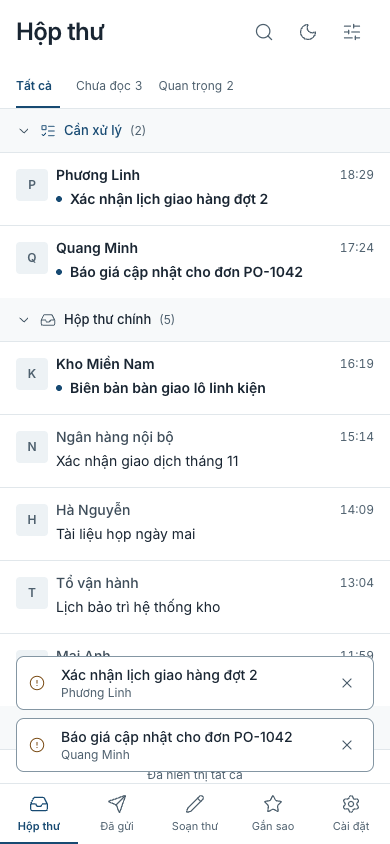 Hộp thư
Tất cả
Chưa đọc 3
Quan trọng 2
Cần xử lý (2)
P
Phương Linh
18:29
Xác nhận lịch giao hàng đợt 2
Q
Quang Minh
17:24
Báo giá cập nhật cho đơn PO-1042
Hộp thư chính (5)
K
Kho Miền Nam
16:19
Biên bản bàn giao lô linh kiện
N
Ngân hàng nội bộ
15:14
Xác nhận giao dịch tháng 11
H
Hà Nguyễn
14:09
Tài liệu họp ngày mai
T
Tổ vận hành
13:04
Lịch bảo trì hệ thống kho
Mai Anh
11:59
Xác nhận lịch giao hàng đợt 2
Phương Linh
Báo giá cập nhật cho đơn PO-1042
Quang Minh
Đã hiển thị tất cả
Hộp thư
Đã gửi
Soạn thư
Gắn sao
Cài đặt